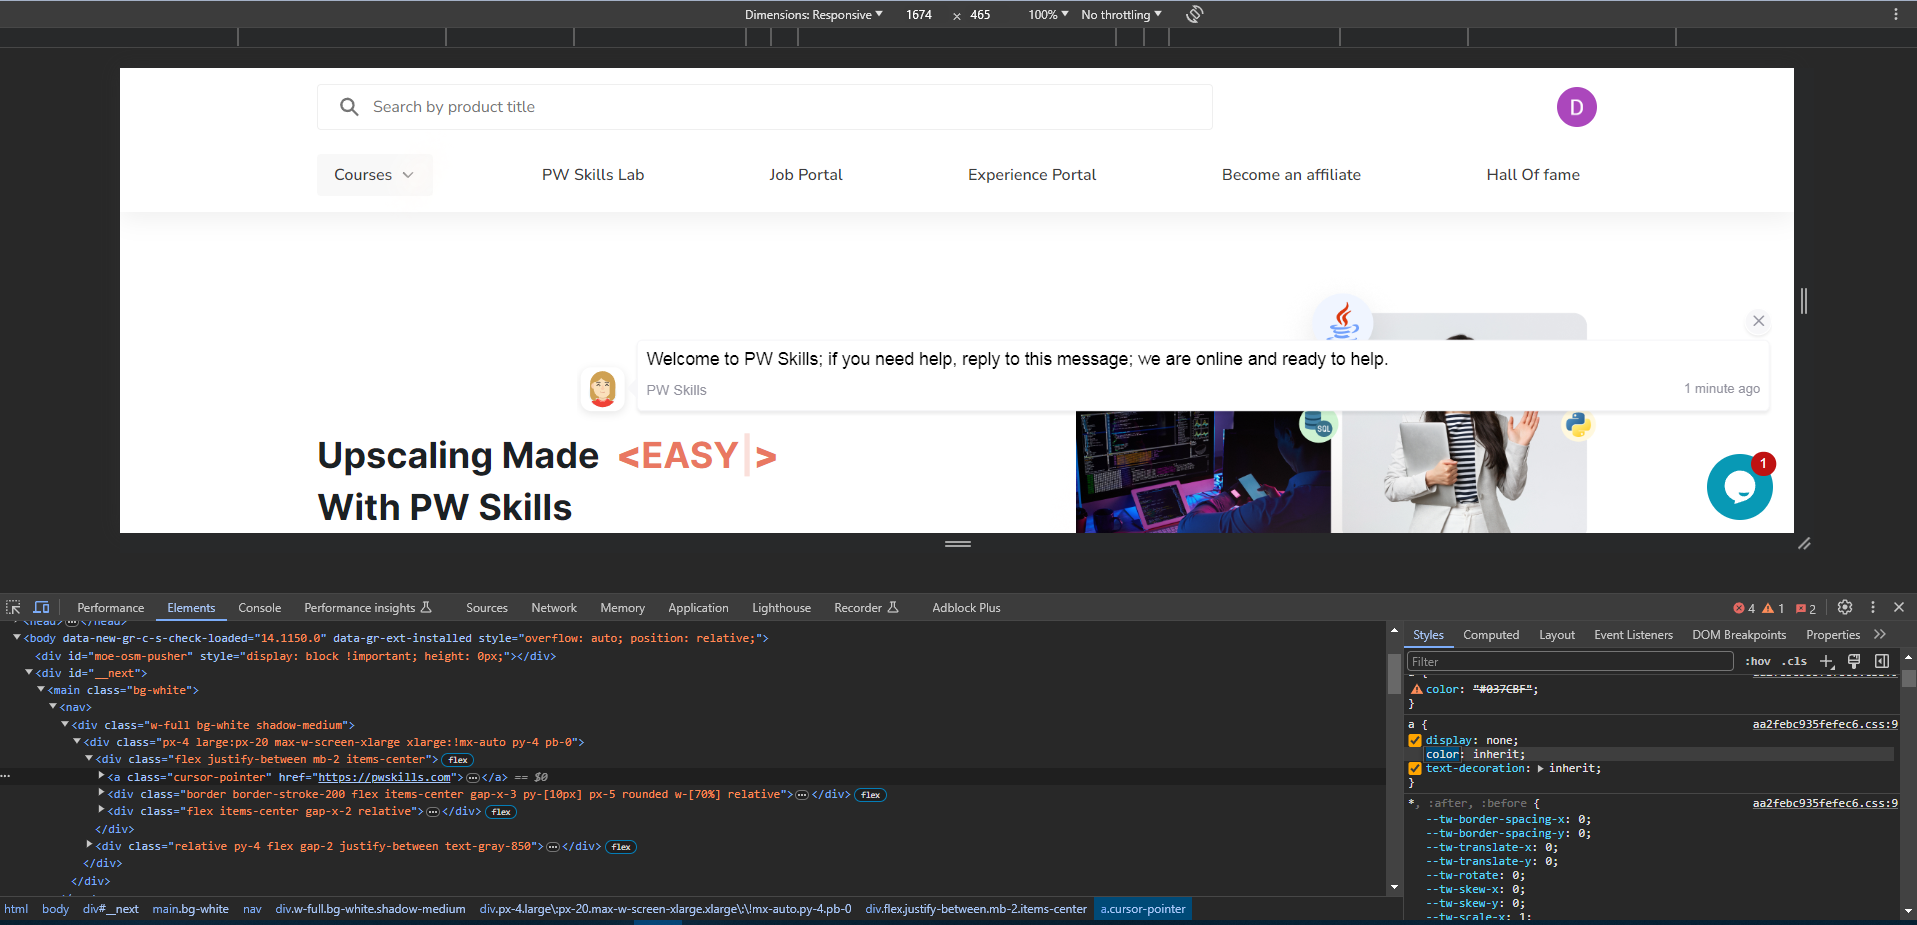 Dimensions: Responsive ▼ 1674 × 465 100% ▼ No throttling ▼
Search by product title
D
Courses PW Skills Lab Job Portal Experience Portal Become an affiliate Hall Of fame
Welcome to PW Skills; if you need help, reply to this message; we are online and ready to help.
PW Skills 1 minute ago
SQL
Upscaling Made <EASY|>
With PW Skills
1
Performance Elements Console Performance insights Sources Network Memory Application Lighthouse Recorder Adblock Plus 4 1 2
<head> … </head>
▼<body data-new-gr-c-s-check-loaded="14.1150.0" data-gr-ext-installed style="overflow: auto; position: relative;">
<div id="moe-osm-pusher" style="display: block !important; height: 0px;"></div>
▼<div id="__next">
▼<main class="bg-white">
▼<nav>
▼<div class="w-full bg-white shadow-medium">
▼<div class="px-4 large:px-20 max-w-screen-xlarge xlarge:!mx-auto py-4 pb-0">
▼<div class="flex justify-between mb-2 items-center"> flex
… ▶<a class="cursor-pointer" href="https://pwskills.com"> … </a> == $0
▶<div class="border border-stroke-200 flex items-center gap-x-3 py-[10px] px-5 rounded w-[70%] relative"> … </div> flex
▶<div class="flex items-center gap-x-2 relative"> … </div> flex
</div>
▶<div class="relative py-4 flex gap-2 justify-between text-gray-850"> … </div> flex
</div>
</div>
html body div#__next main.bg-white nav div.w-full.bg-white.shadow-medium div.px-4.large\:px-20.max-w-screen-xlarge.xlarge\:\!mx-auto.py-4.pb-0 div.flex.justify-between.mb-2.items-center a.cursor-pointer
Styles Computed Layout Event Listeners DOM Breakpoints Properties »
Filter :hov .cls +
color: "#037CBF";
}
a { aa2febc935fefec6.css:9
display: none;
color: inherit;
text-decoration: ▶ inherit;
}
*, :after, :before { aa2febc935fefec6.css:9
--tw-border-spacing-x: 0;
--tw-border-spacing-y: 0;
--tw-translate-x: 0;
--tw-translate-y: 0;
--tw-rotate: 0;
--tw-skew-x: 0;
--tw-skew-y: 0;
--tw-scale-x: 1;